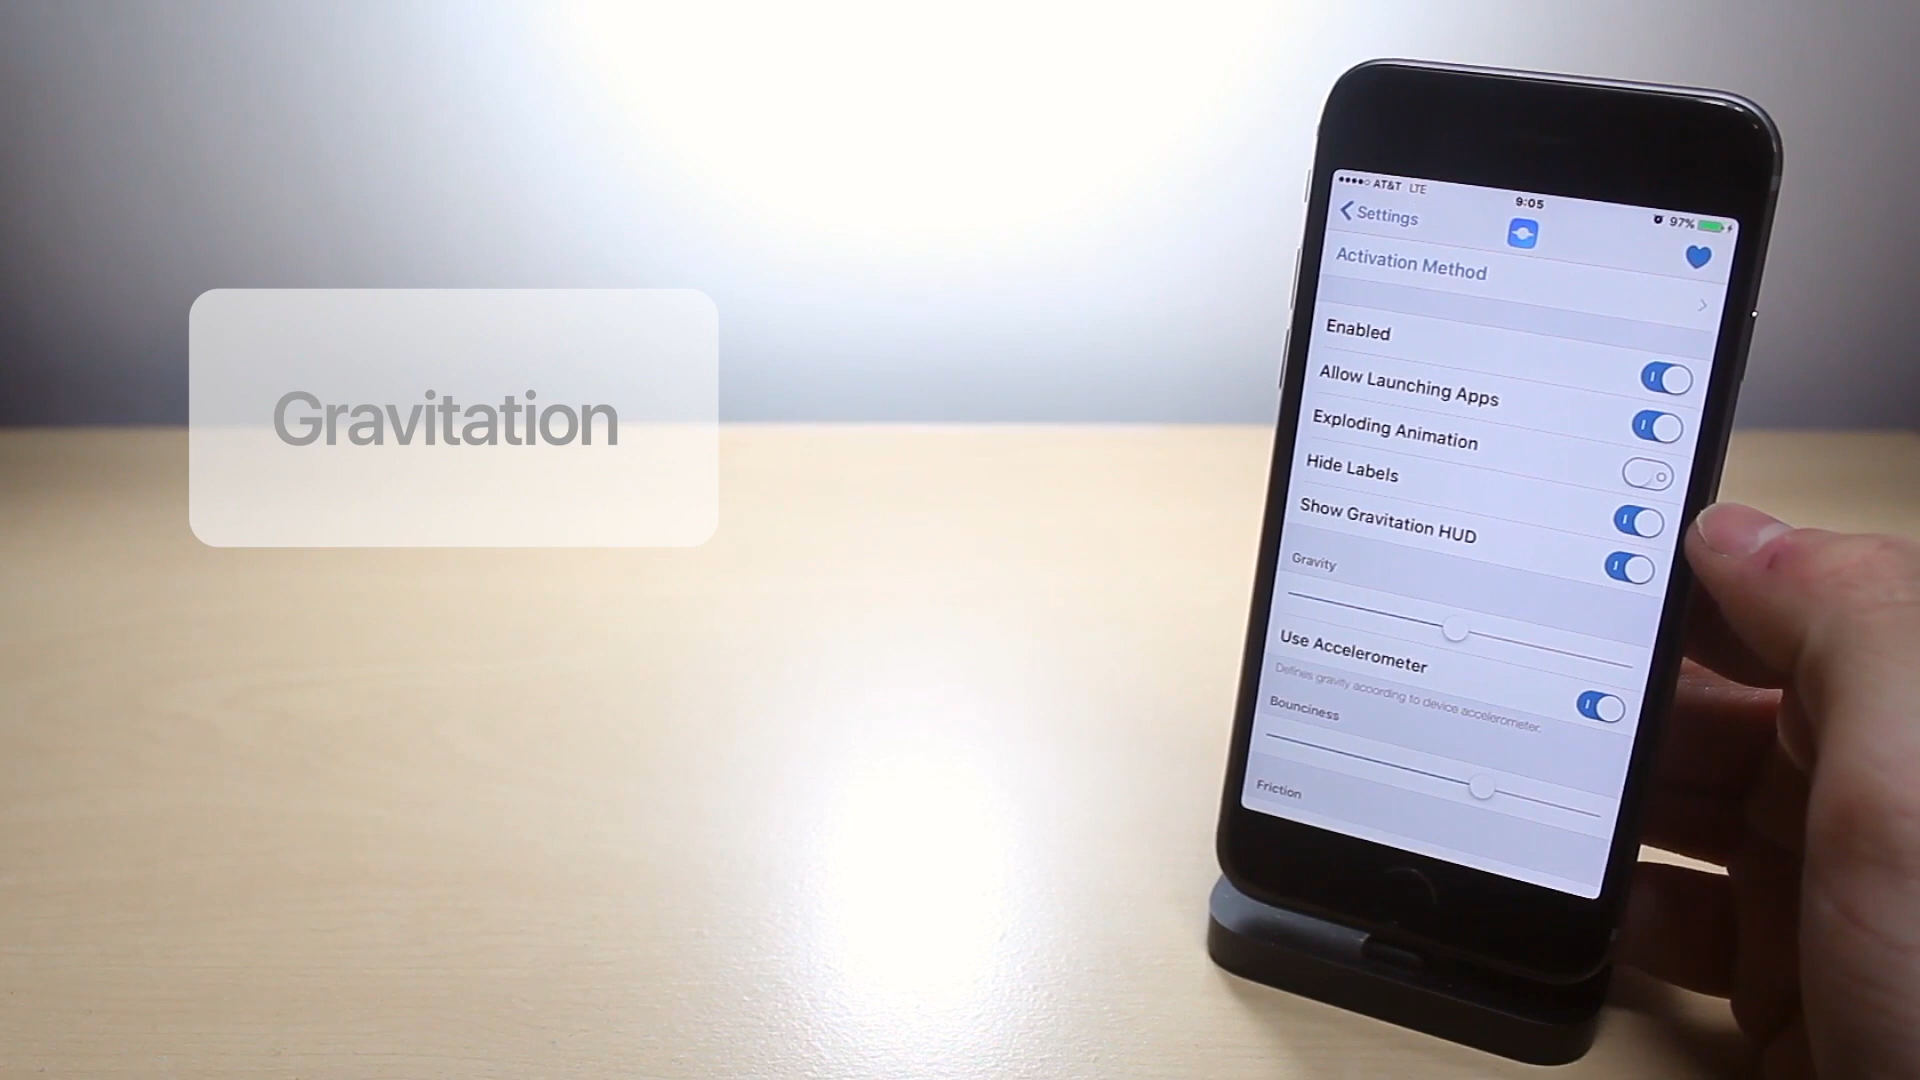 Gravitation
AT&T LTE
9:05
97%
Settings
Activation Method
Enabled
Allow Launching Apps
Exploding Animation
Hide Labels
Show Gravitation HUD
Gravity
Use Accelerometer
Defines gravity according to device accelerometer.
Bounciness
Friction